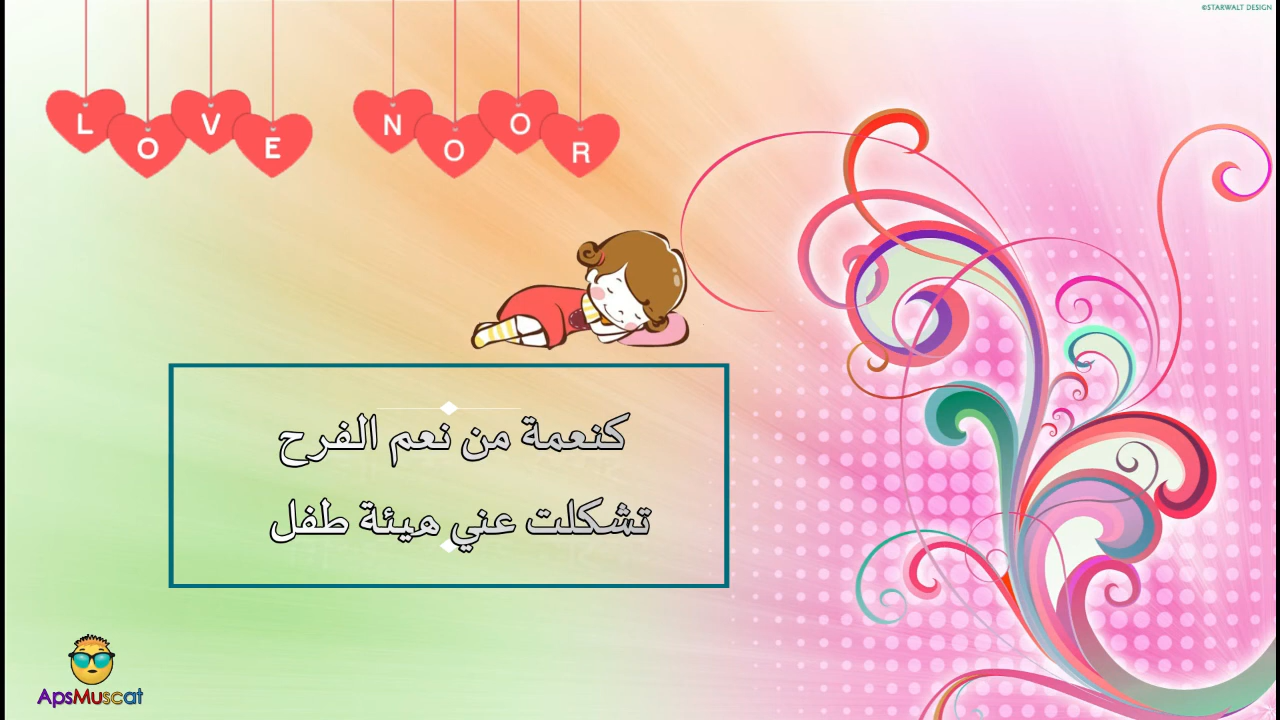 ©STARWALT DESIGN
LOVE NOOR
كنعمة من نعم الفرح
تشكلت عني هيئة طفل
ApsMuscat